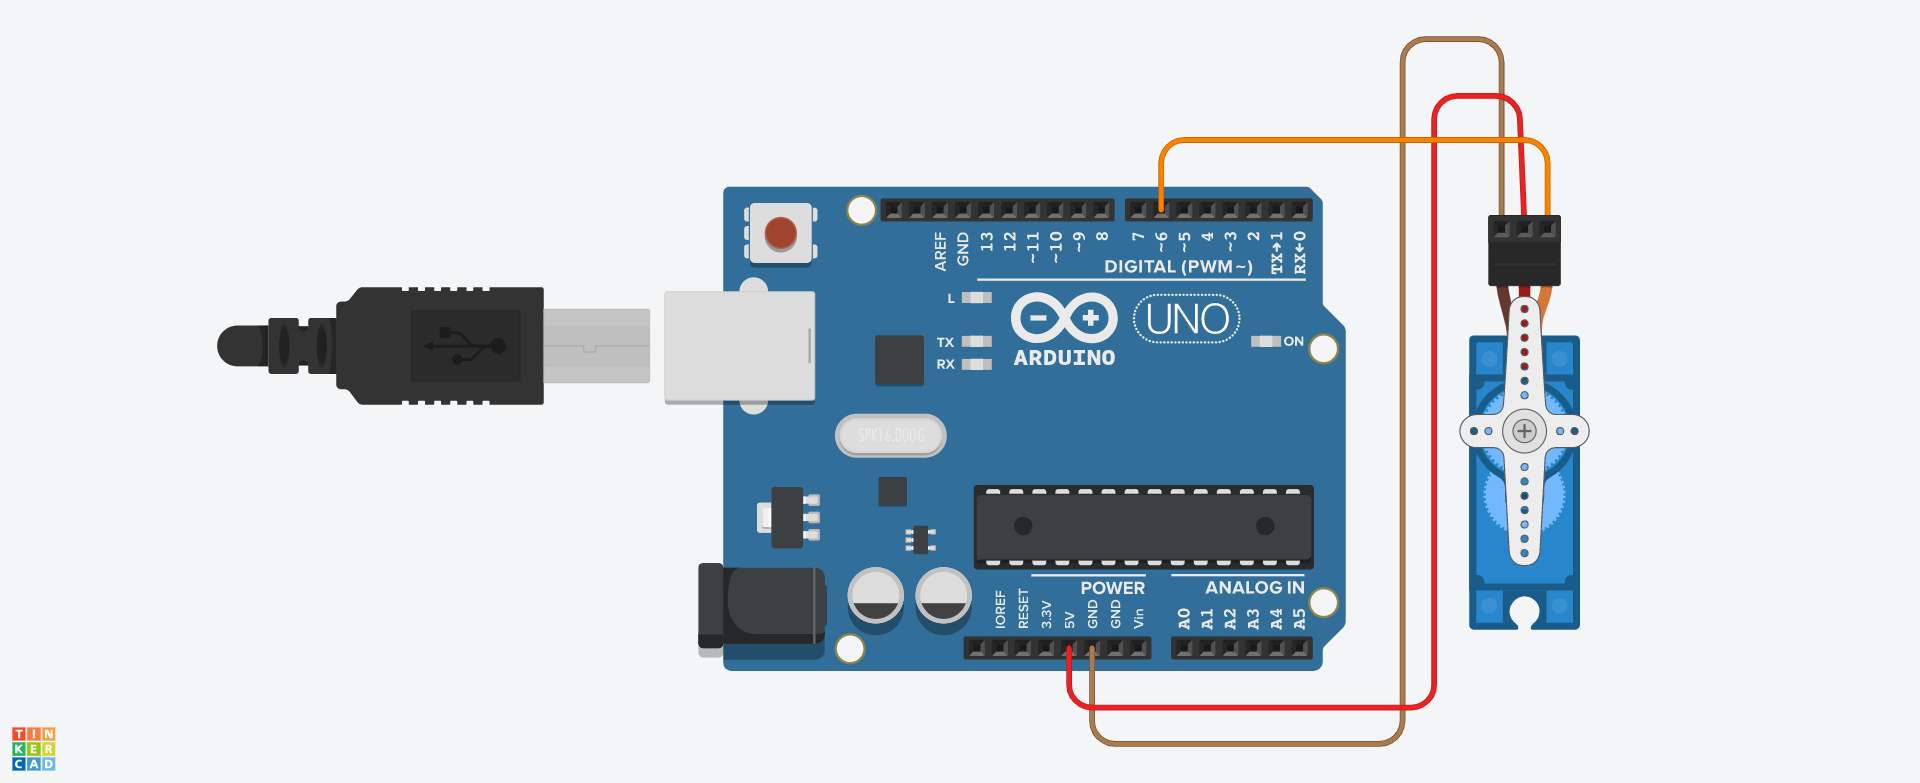 AREF
GND
13
12
~11
~10
~9
8
7
~6
~5
4
~3
2
TX→1
RX←0
DIGITAL (PWM~)
L
TX
RX
ARDUINO
UNO
ON
SPK16.000G
POWER
ANALOG IN
IOREF
RESET
3.3V
5V
GND
GND
Vin
A0
A1
A2
A3
A4
A5
TIN
KER
CAD